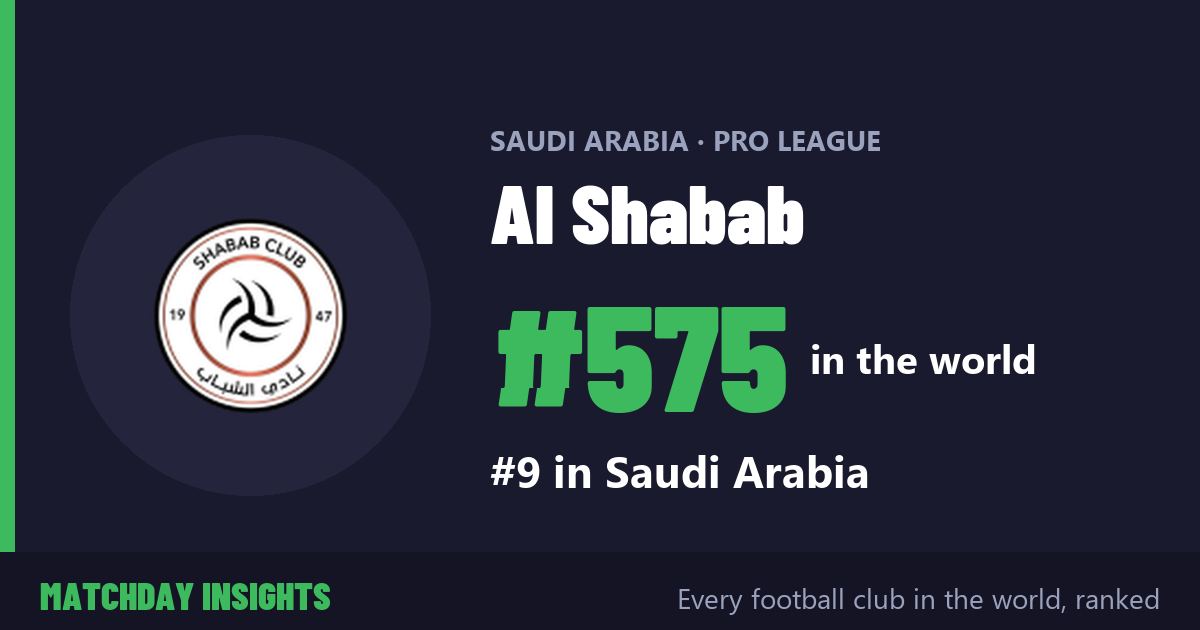 SHABAB CLUB
19 47
نادي الشباب
SAUDI ARABIA · PRO LEAGUE
Al Shabab
#575 in the world
#9 in Saudi Arabia
MATCHDAY INSIGHTS
Every football club in the world, ranked